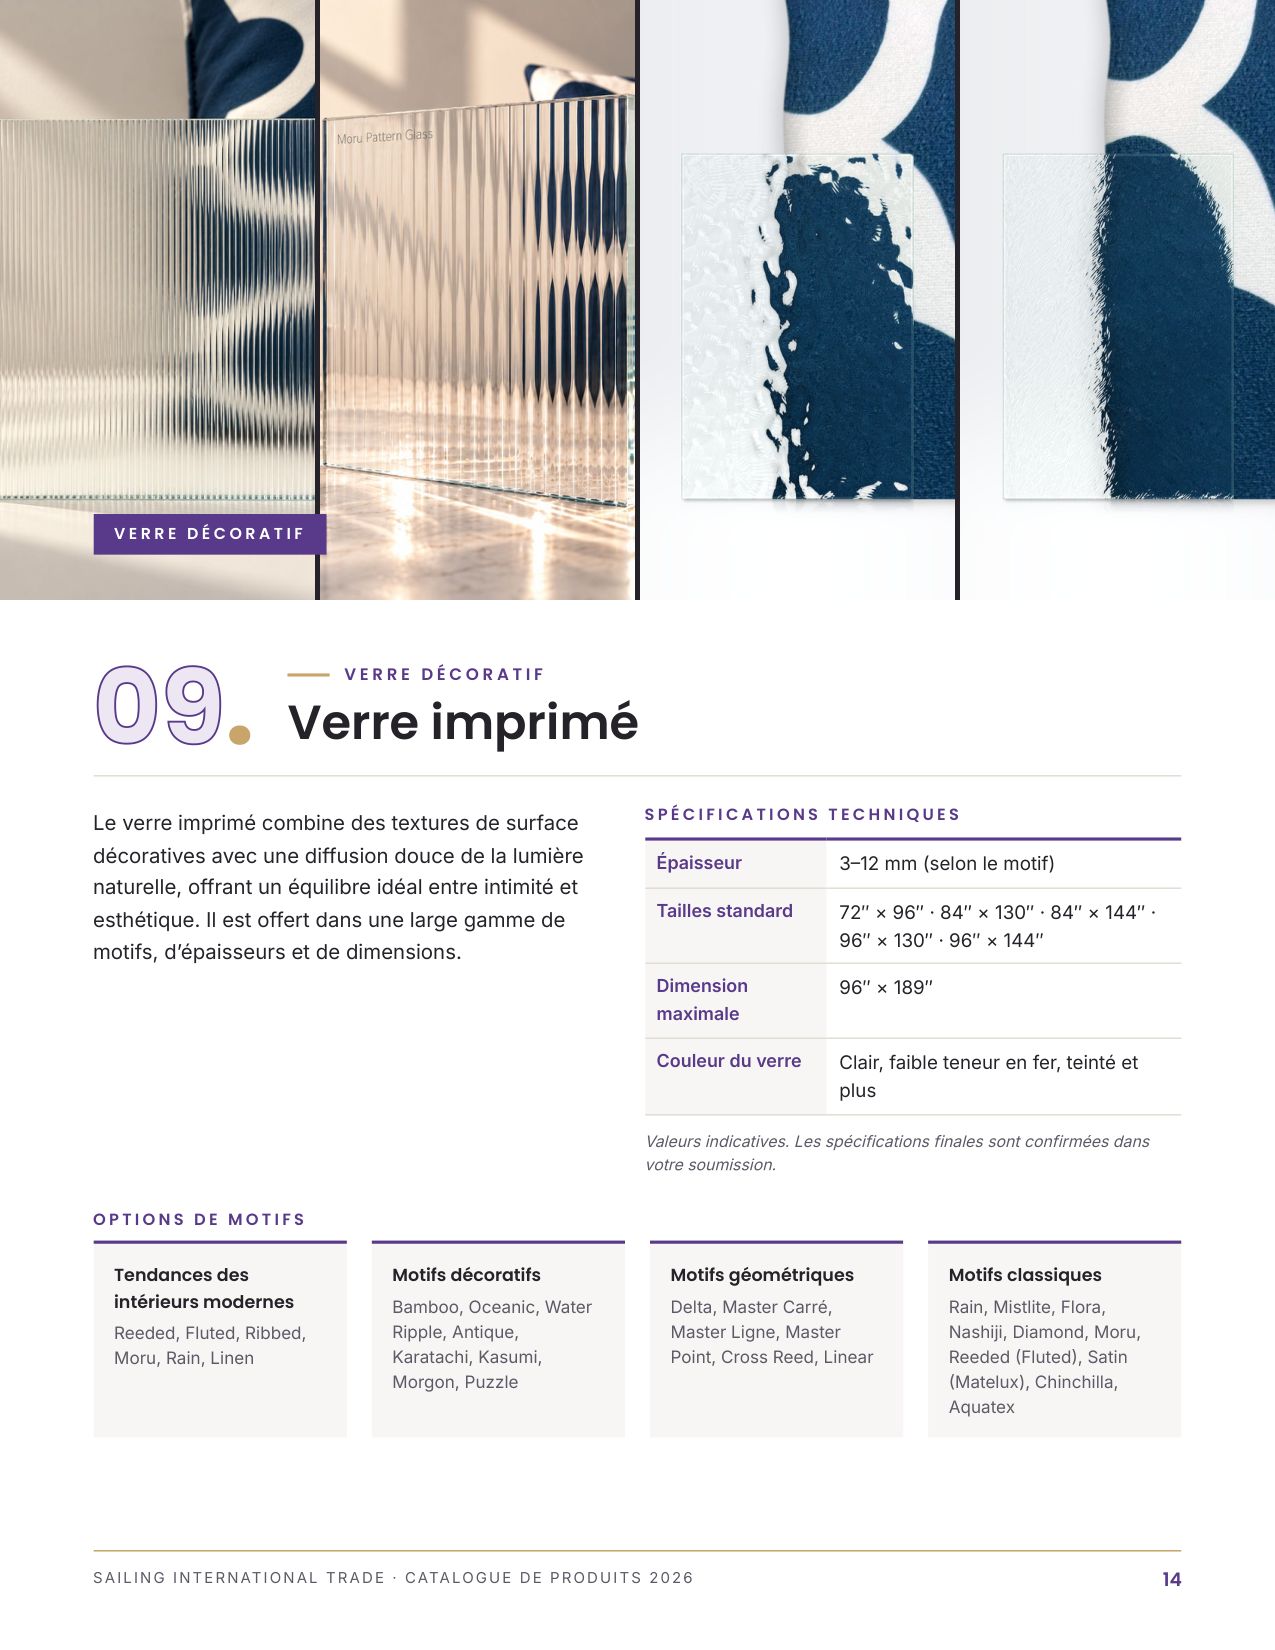 Moru Pattern Glass
VERRE DÉCORATIF
09.
VERRE DÉCORATIF
Verre imprimé
Le verre imprimé combine des textures de surface
décoratives avec une diffusion douce de la lumière
naturelle, offrant un équilibre idéal entre intimité et
esthétique. Il est offert dans une large gamme de
motifs, d’épaisseurs et de dimensions.
SPÉCIFICATIONS TECHNIQUES
Épaisseur 3–12 mm (selon le motif)
Tailles standard 72″ × 96″ · 84″ × 130″ · 84″ × 144″ ·
96″ × 130″ · 96″ × 144″
Dimension 96″ × 189″
maximale
Couleur du verre Clair, faible teneur en fer, teinté et
plus
Valeurs indicatives. Les spécifications finales sont confirmées dans
votre soumission.
OPTIONS DE MOTIFS
Tendances des
intérieurs modernes
Reeded, Fluted, Ribbed,
Moru, Rain, Linen
Motifs décoratifs
Bamboo, Oceanic, Water
Ripple, Antique,
Karatachi, Kasumi,
Morgon, Puzzle
Motifs géométriques
Delta, Master Carré,
Master Ligne, Master
Point, Cross Reed, Linear
Motifs classiques
Rain, Mistlite, Flora,
Nashiji, Diamond, Moru,
Reeded (Fluted), Satin
(Matelux), Chinchilla,
Aquatex
SAILING INTERNATIONAL TRADE · CATALOGUE DE PRODUITS 2026
14